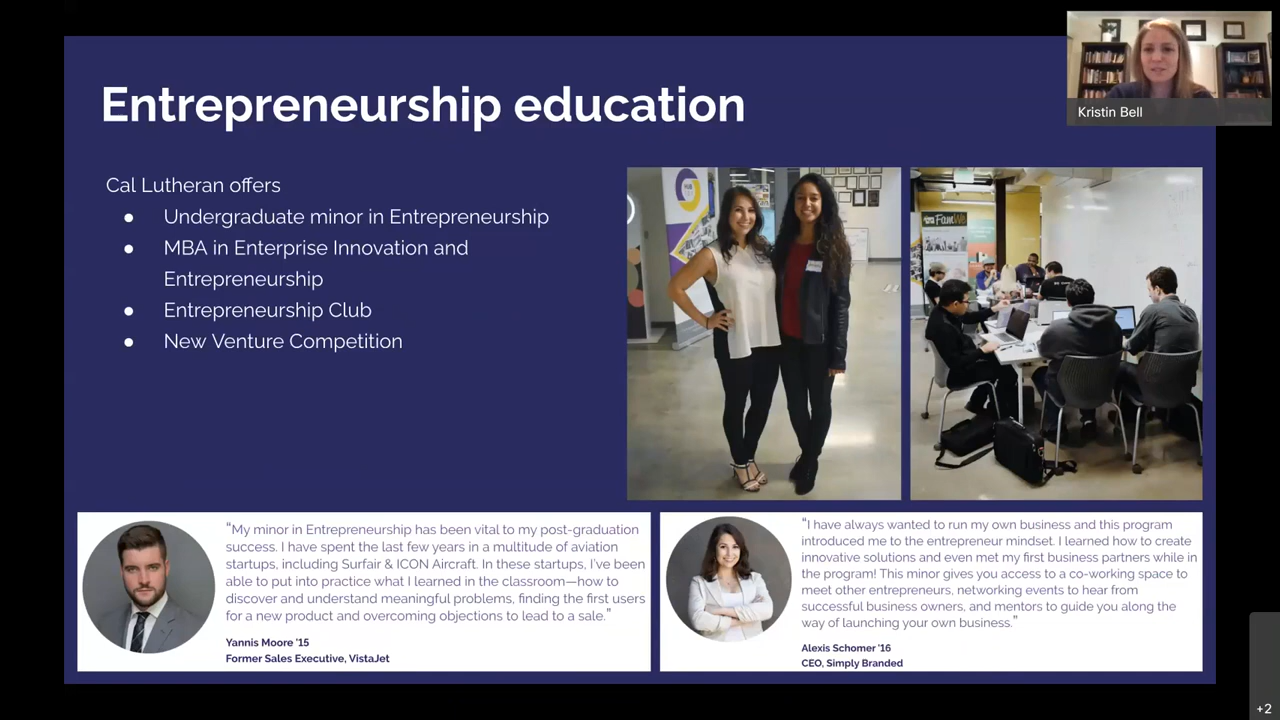 Kristin Bell
Entrepreneurship education
Cal Lutheran offers
● Undergraduate minor in Entrepreneurship
● MBA in Enterprise Innovation and
Entrepreneurship
● Entrepreneurship Club
● New Venture Competition
FamWe
“My minor in Entrepreneurship has been vital to my post-graduation
success. I have spent the last few years in a multitude of aviation
startups, including Surfair & ICON Aircraft. In these startups, I've been
able to put into practice what I learned in the classroom—how to
discover and understand meaningful problems, finding the first users
for a new product and overcoming objections to lead to a sale.”
Yannis Moore '15
Former Sales Executive, VistaJet
“I have always wanted to run my own business and this program
introduced me to the entrepreneur mindset. I learned how to create
innovative solutions and even met my first business partners while in
the program! This minor gives you access to a co-working space to
meet other entrepreneurs, networking events to hear from
successful business owners, and mentors to guide you along the
way of launching your own business.”
Alexis Schomer '16
CEO, Simply Branded
+2